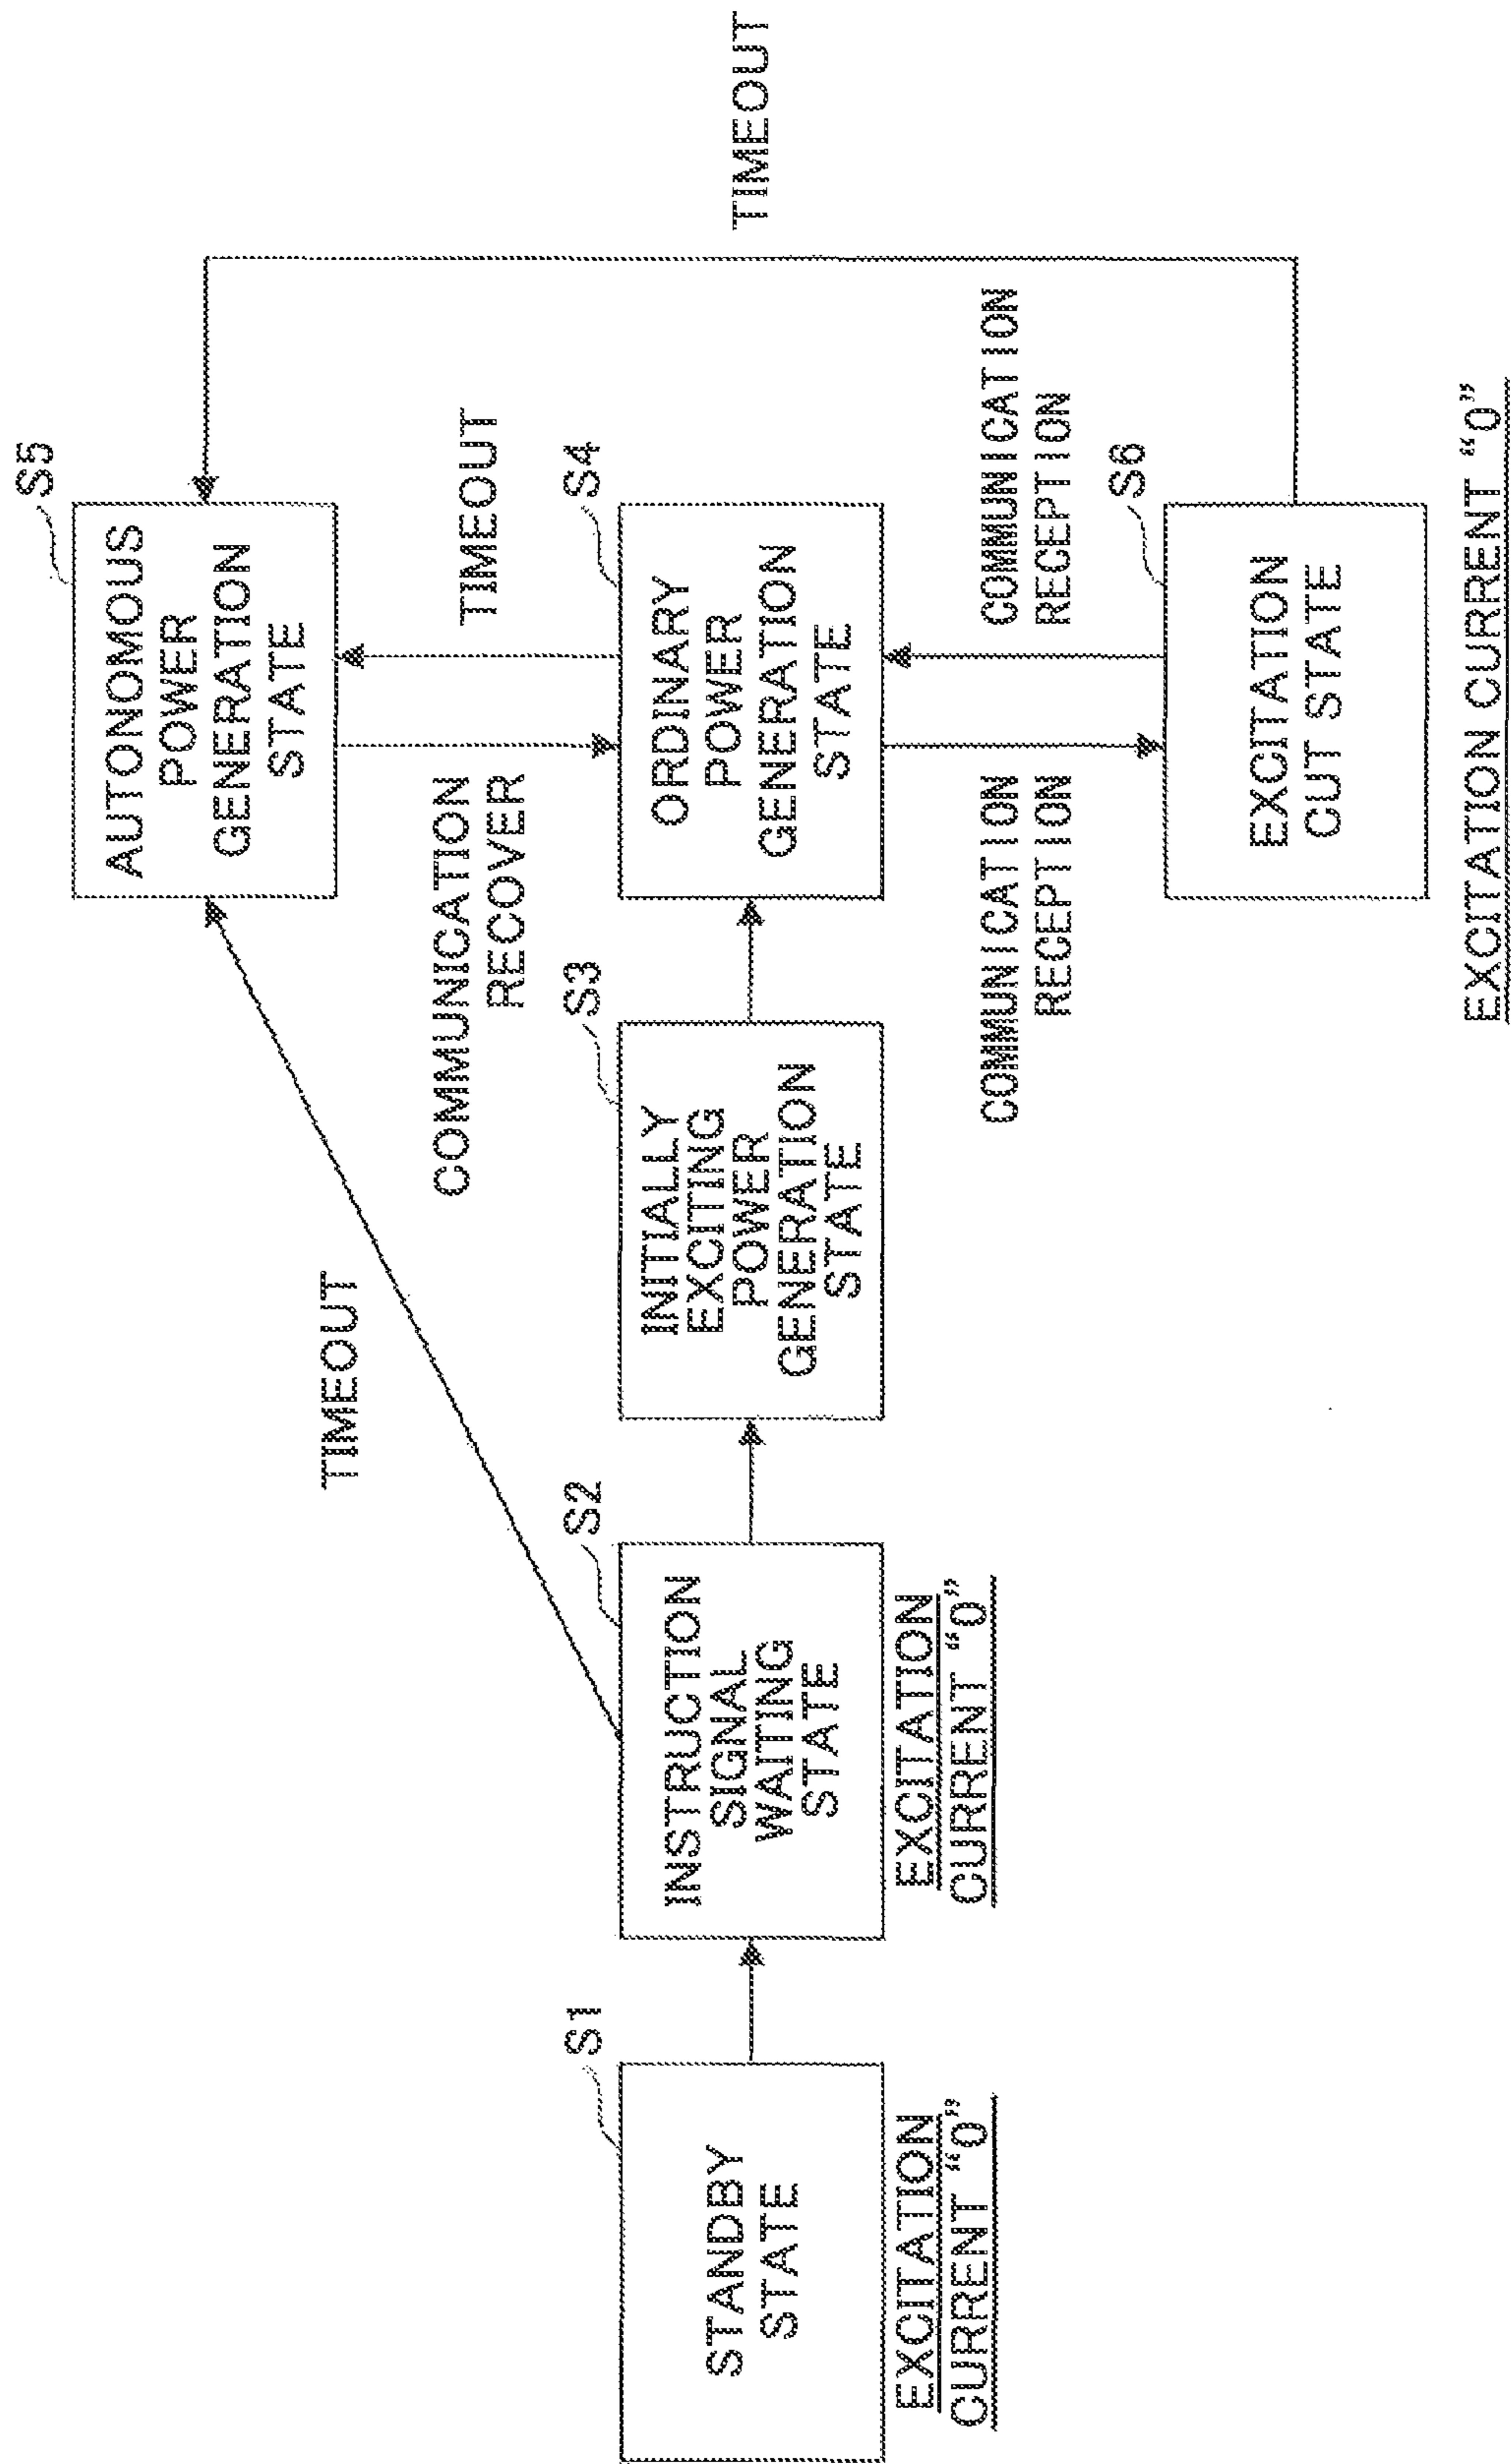 S5
AUTONOMOUS
POWER
GENERATION
STATE
TIMEOUT
TIMEOUT
COMMUNICATION
RECOVER
TIMEOUT
S1
STANDBY
STATE
EXCITATION
CURRENT “0”
S2
INSTRUCTION
SIGNAL
WAITING
STATE
EXCITATION
CURRENT “0”
S3
INITIALLY
EXCITING
POWER
GENERATION
STATE
S4
ORDINARY
POWER
GENERATION
STATE
COMMUNICATION
RECEPTION
COMMUNICATION
RECEPTION
S6
EXCITATION
CUT STATE
EXCITATION CURRENT “0”